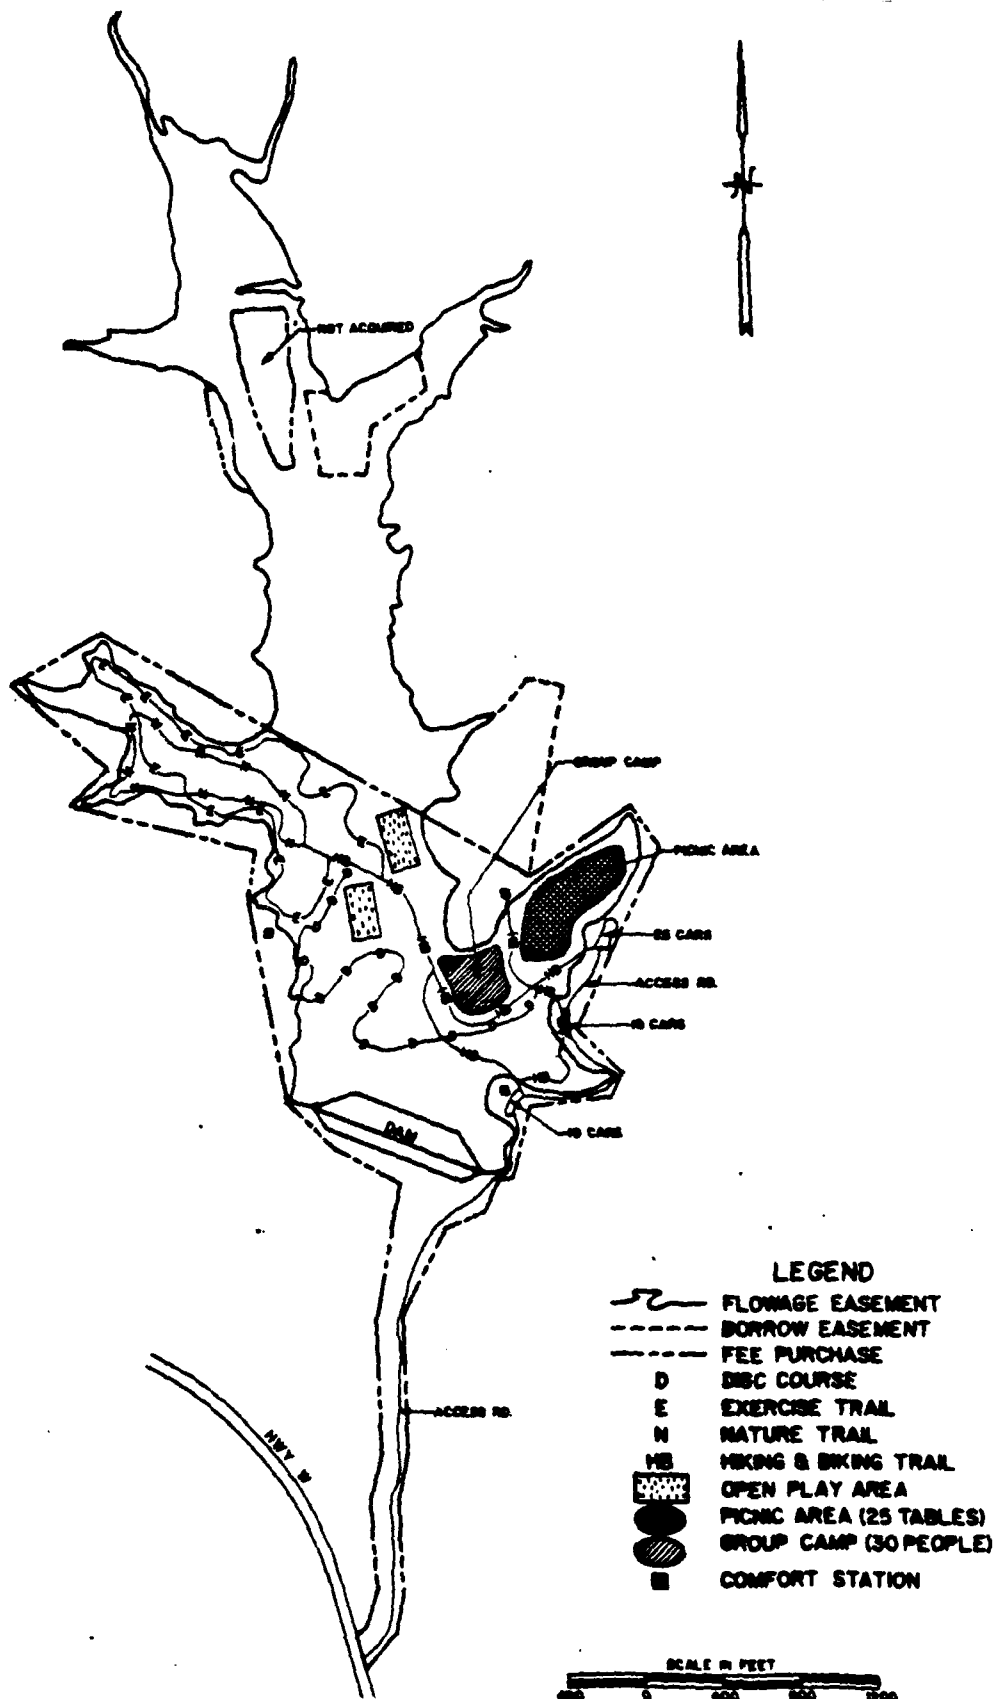 N
NOT ACQUIRED
GROUP CAMP
PICNIC AREA
25 CARS
ACCESS RD.
CARS
10 CARS
DAM
ACCESS RD.
HWY W
LEGEND
FLOWAGE EASEMENT
BORROW EASEMENT
FEE PURCHASE
D DISC COURSE
E EXERCISE TRAIL
N NATURE TRAIL
HB HIKING & BIKING TRAIL
OPEN PLAY AREA
PICNIC AREA (25 TABLES)
GROUP CAMP (30 PEOPLE)
COMFORT STATION
SCALE IN FEET
0